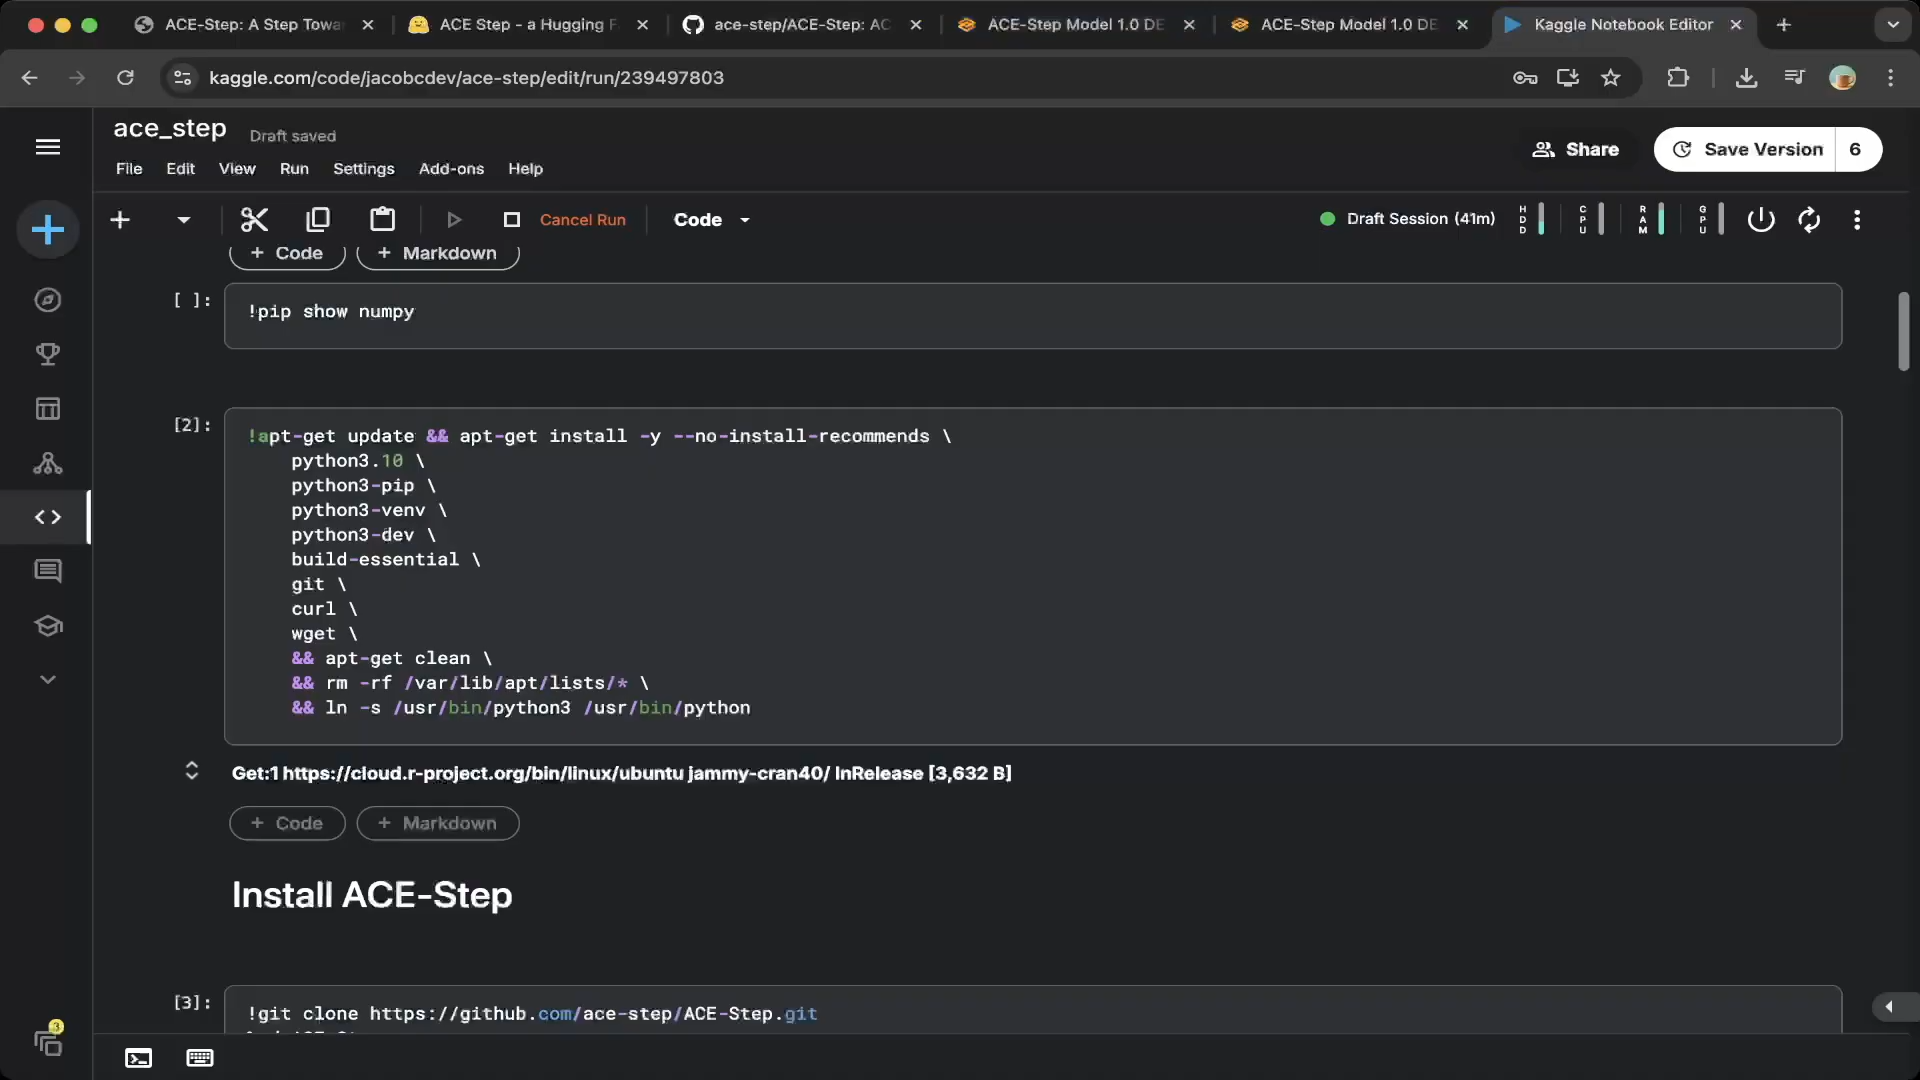 ACE-Step: A Step Towar
ACE Step - a Hugging F
ace-step/ACE-Step: AC
ACE-Step Model 1.0 DE
ACE-Step Model 1.0 DE
Kaggle Notebook Editor
kaggle.com/code/jacobcdev/ace-step/edit/run/239497803
ace_step
Draft saved
Share
Save Version
6
File
Edit
View
Run
Settings
Add-ons
Help
Cancel Run
Code
Draft Session (41m)
HDD
CPU
RAM
GPU
+ Code
+ Markdown
[ ]:
!pip show numpy
[2]:
!apt-get update && apt-get install -y --no-install-recommends \
python3.10 \
python3-pip \
python3-venv \
python3-dev \
build-essential \
git \
curl \
wget \
&& apt-get clean \
&& rm -rf /var/lib/apt/lists/* \
&& ln -s /usr/bin/python3 /usr/bin/python
Get:1 https://cloud.r-project.org/bin/linux/ubuntu jammy-cran40/ InRelease [3,632 B]
+ Code
+ Markdown
Install ACE-Step
[3]:
!git clone https://github.com/ace-step/ACE-Step.git
3